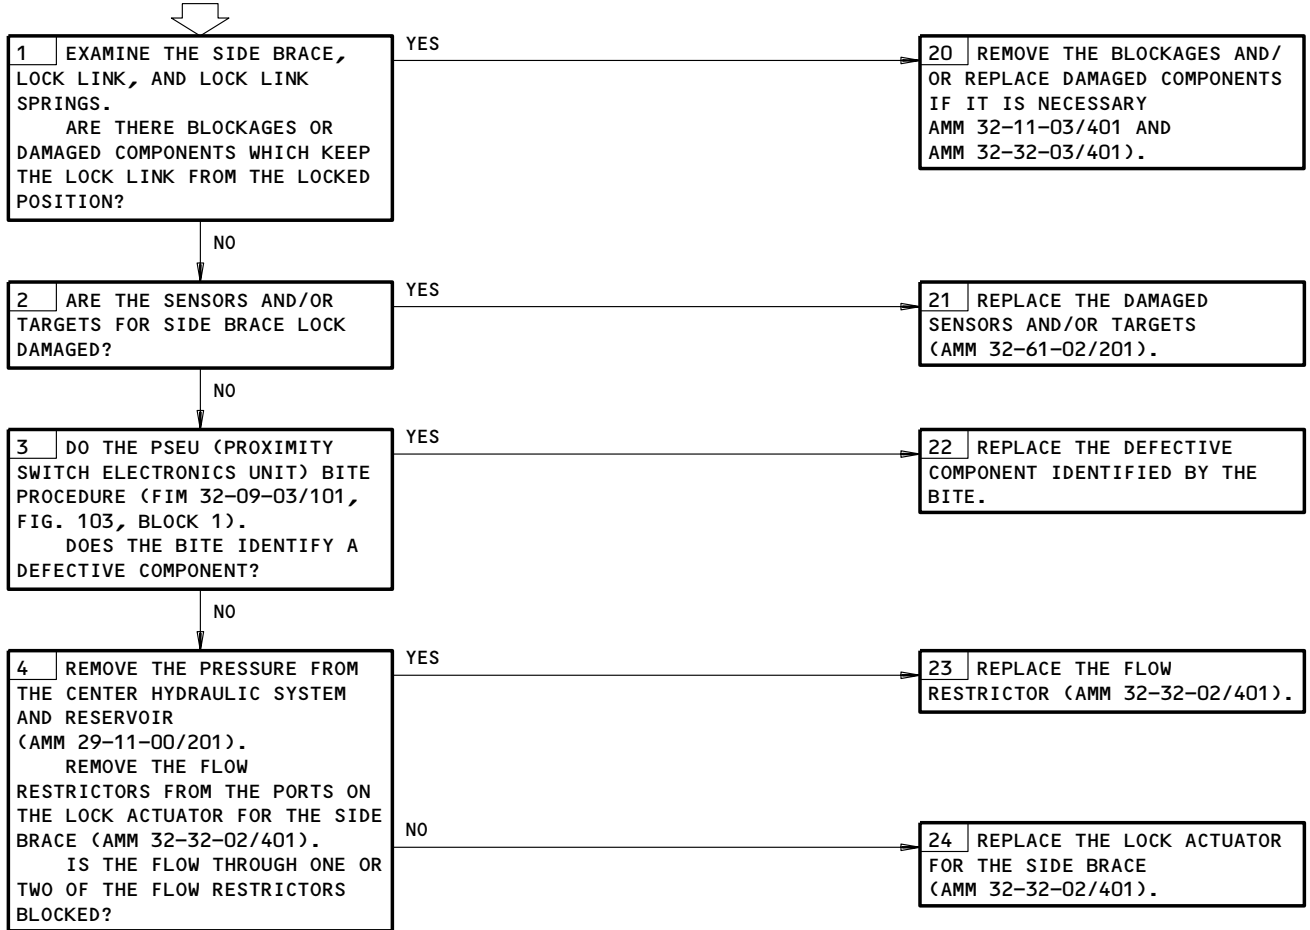 1 EXAMINE THE SIDE BRACE,
LOCK LINK, AND LOCK LINK
SPRINGS.
ARE THERE BLOCKAGES OR
DAMAGED COMPONENTS WHICH KEEP
THE LOCK LINK FROM THE LOCKED
POSITION?
YES
20 REMOVE THE BLOCKAGES AND/
OR REPLACE DAMAGED COMPONENTS
IF IT IS NECESSARY
AMM 32-11-03/401 AND
AMM 32-32-03/401).
NO
2 ARE THE SENSORS AND/OR
TARGETS FOR SIDE BRACE LOCK
DAMAGED?
YES
21 REPLACE THE DAMAGED
SENSORS AND/OR TARGETS
(AMM 32-61-02/201).
NO
3 DO THE PSEU (PROXIMITY
SWITCH ELECTRONICS UNIT) BITE
PROCEDURE (FIM 32-09-03/101,
FIG. 103, BLOCK 1).
DOES THE BITE IDENTIFY A
DEFECTIVE COMPONENT?
YES
22 REPLACE THE DEFECTIVE
COMPONENT IDENTIFIED BY THE
BITE.
NO
4 REMOVE THE PRESSURE FROM
THE CENTER HYDRAULIC SYSTEM
AND RESERVOIR
(AMM 29-11-00/201).
REMOVE THE FLOW
RESTRICTORS FROM THE PORTS ON
THE LOCK ACTUATOR FOR THE SIDE
BRACE (AMM 32-32-02/401).
IS THE FLOW THROUGH ONE OR
TWO OF THE FLOW RESTRICTORS
BLOCKED?
YES
23 REPLACE THE FLOW
RESTRICTOR (AMM 32-32-02/401).
NO
24 REPLACE THE LOCK ACTUATOR
FOR THE SIDE BRACE
(AMM 32-32-02/401).